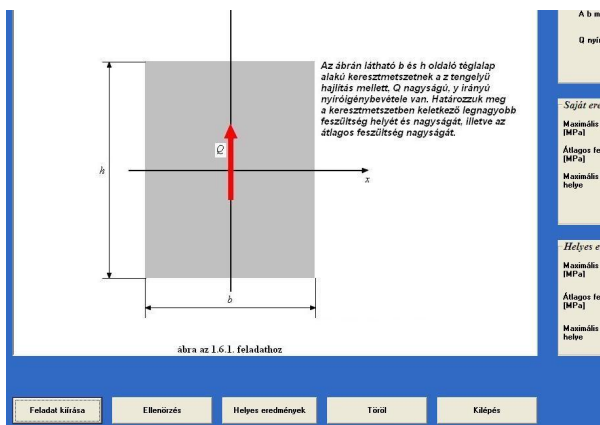 Az ábrán látható b és h oldaló téglalap
alakú keresztmetszetnek a z tengelyű
hajlítás mellett, Q nagyságú, y irányú
nyíróigénybevétele van. Határozzuk meg
a keresztmetszetben keletkező legnagyobb
feszültség helyét és nagyságát, illetve az
átlagos feszültség nagyságát.
Q
h
x
b
ábra az 1.6.1. feladathoz
A b m
Q nyír
Saját ere
Maximális
[MPa]
Átlagos fe
[MPa]
Maximális
helye
Helyes e
Maximális
[MPa]
Átlagos fe
[MPa]
Maximális
helye
Feladat kiírása
Ellenörzés
Helyes eredmények
Töröl
Kilépés